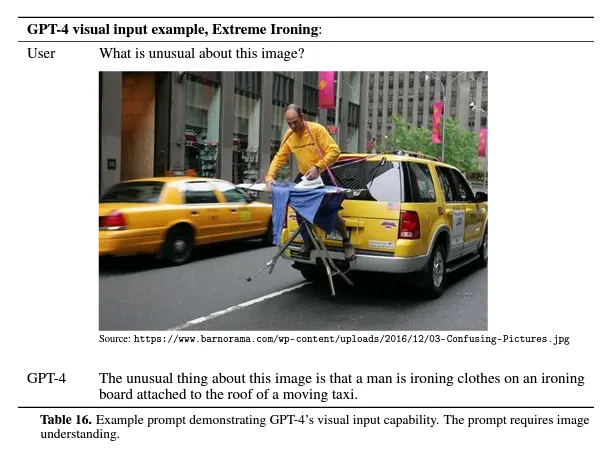 GPT-4 visual input example, Extreme Ironing:
User What is unusual about this image?
Source: https://www.barnorama.com/wp-content/uploads/2016/12/03-Confusing-Pictures.jpg
GPT-4 The unusual thing about this image is that a man is ironing clothes on an ironing
board attached to the roof of a moving taxi.
Table 16. Example prompt demonstrating GPT-4's visual input capability. The prompt requires image
understanding.